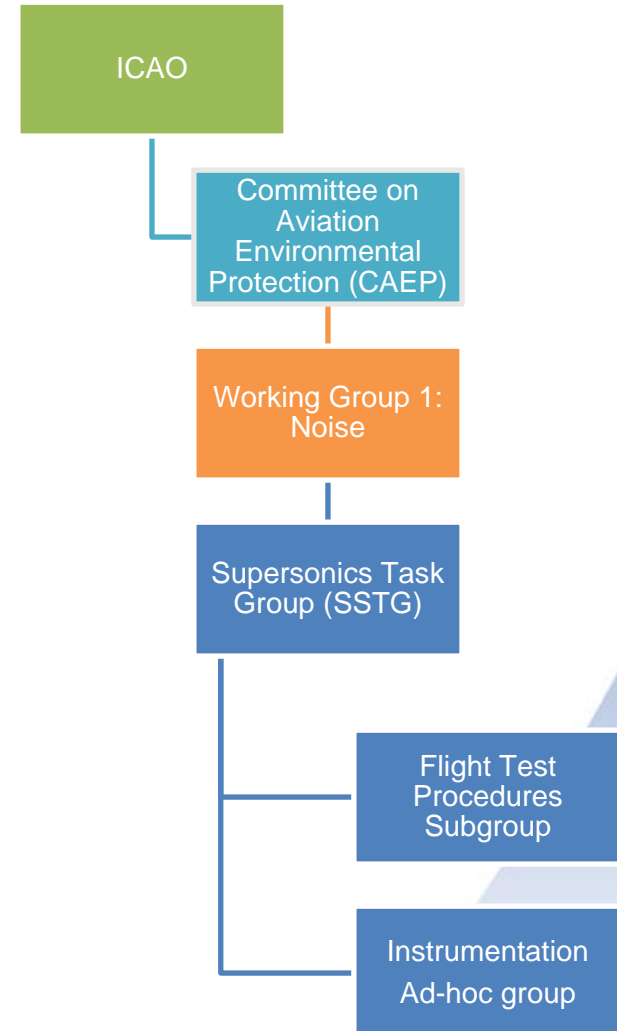 ICAO
Committee on
Aviation
Environmental
Protection (CAEP)
Working Group 1:
Noise
Supersonics Task
Group (SSTG)
Flight Test
Procedures
Subgroup
Instrumentation
Ad-hoc group